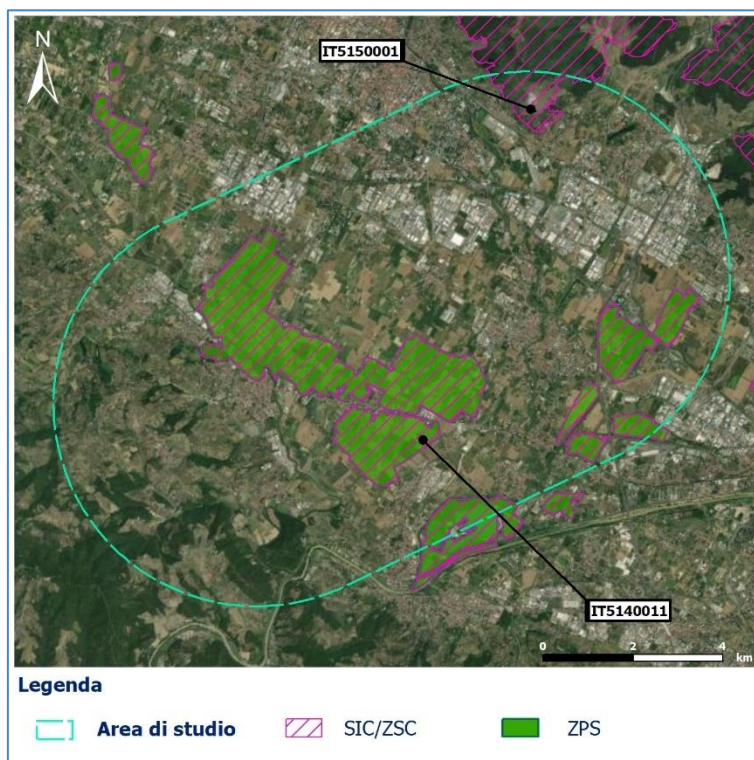 N
IT5150001
IT5140011
0 2 4
km
Legenda
Area di studio SIC/ZSC ZPS